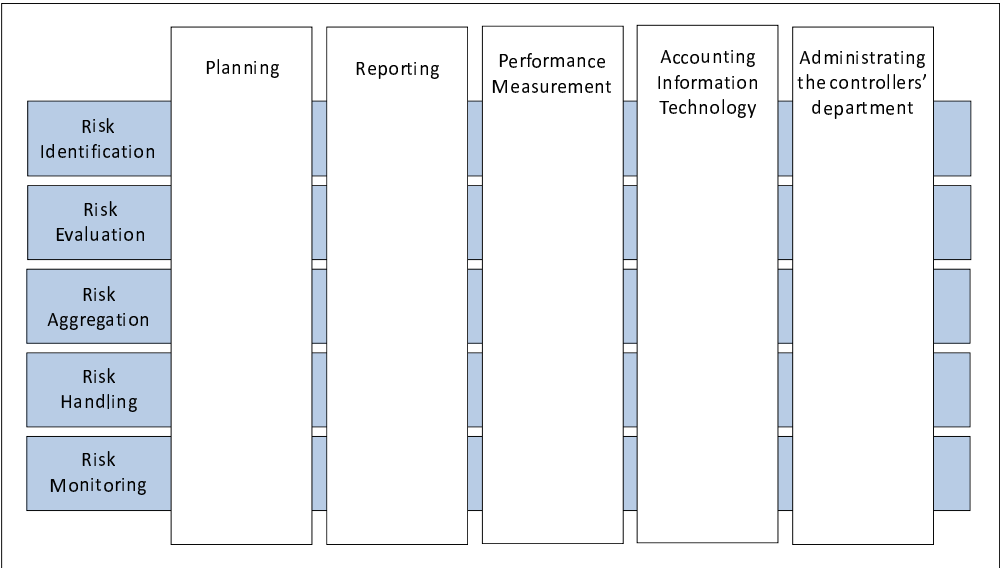 Planning
Reporting
Performance
Measurement
Accounting
Information
Technology
Administrating
the controllers’
department
Risk
Identification
Risk
Evaluation
Risk
Aggregation
Risk
Handling
Risk
Monitoring